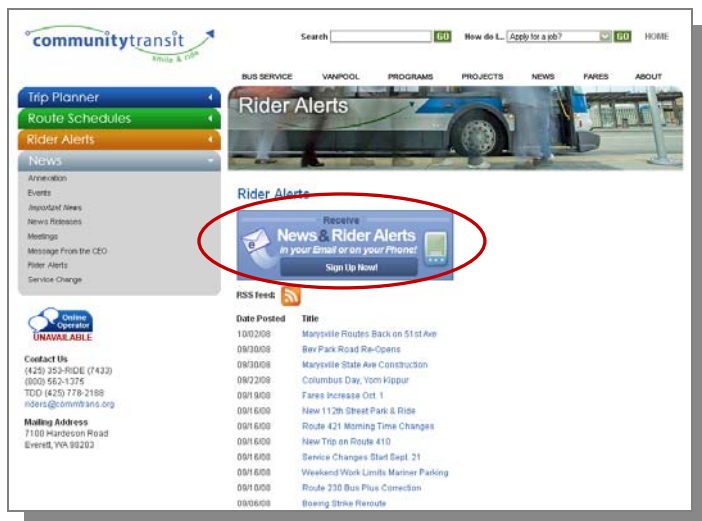 communitytransit
smile & ride
Search GO How do I... Apply for a job? GO HOME
BUS SERVICE VANPOOL PROGRAMS PROJECTS NEWS FARES ABOUT
Trip Planner
Route Schedules
Rider Alerts
News
Annexation
Events
Important News
News Releases
Meetings
Message From the CEO
Rider Alerts
Service Change
Online
Operator
UNAVAILABLE
Contact Us
(425) 353-RIDE (7433)
(800) 562-1375
TDD (425) 778-2188
riders@commtrans.org
Mailing Address
7100 Hardeson Road
Everett, WA 98203
Rider Alerts
Rider Alerts
Receive
News & Rider Alerts
in your Email or on your Phone!
Sign Up Now!
RSS feed:
Date Posted Title
10/02/08 Marysville Routes Back on 51st Ave
09/30/08 Bev Park Road Re-Opens
09/30/08 Marysville State Ave Construction
09/22/08 Columbus Day, Yom Kippur
09/19/08 Fares Increase Oct. 1
09/16/08 New 112th Street Park & Ride
09/16/08 Route 421 Morning Time Changes
09/16/08 New Trip on Route 410
09/16/08 Service Changes Start Sept. 21
09/16/08 Weekend Work Limits Mariner Parking
09/10/08 Route 230 Bus Plus Correction
09/06/08 Boeing Strike Reroute